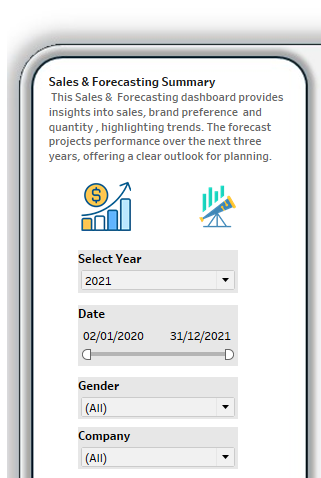 Sales & Forecasting Summary
This Sales & Forecasting dashboard provides
insights into sales, brand preference and
quantity , highlighting trends. The forecast
projects performance over the next three
years, offering a clear outlook for planning.
$
Select Year
2021
Date
02/01/2020 31/12/2021
Gender
(All)
Company
(All)